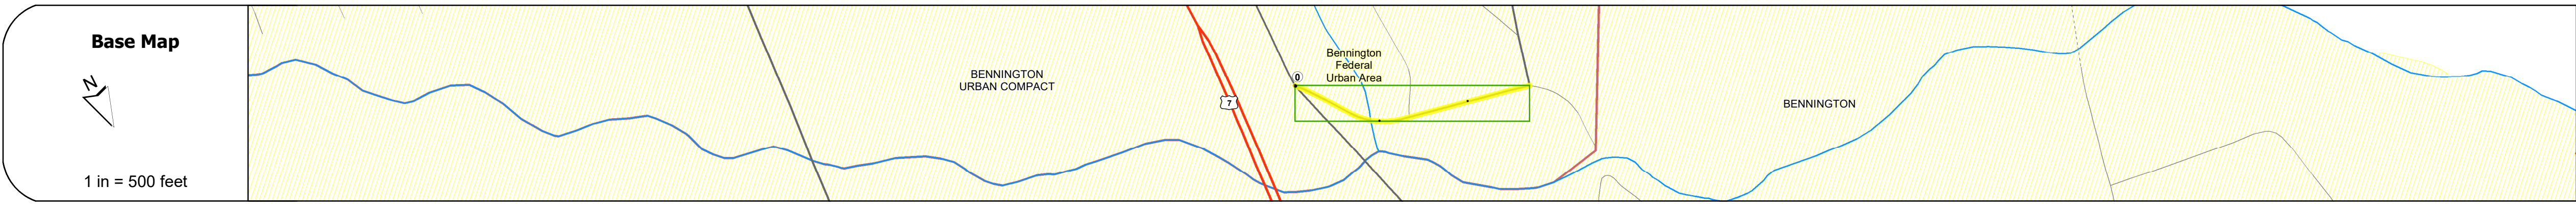 Base Map
N
1 in = 500 feet
BENNINGTON
URBAN COMPACT
7
0
Bennington
Federal
Urban Area
BENNINGTON